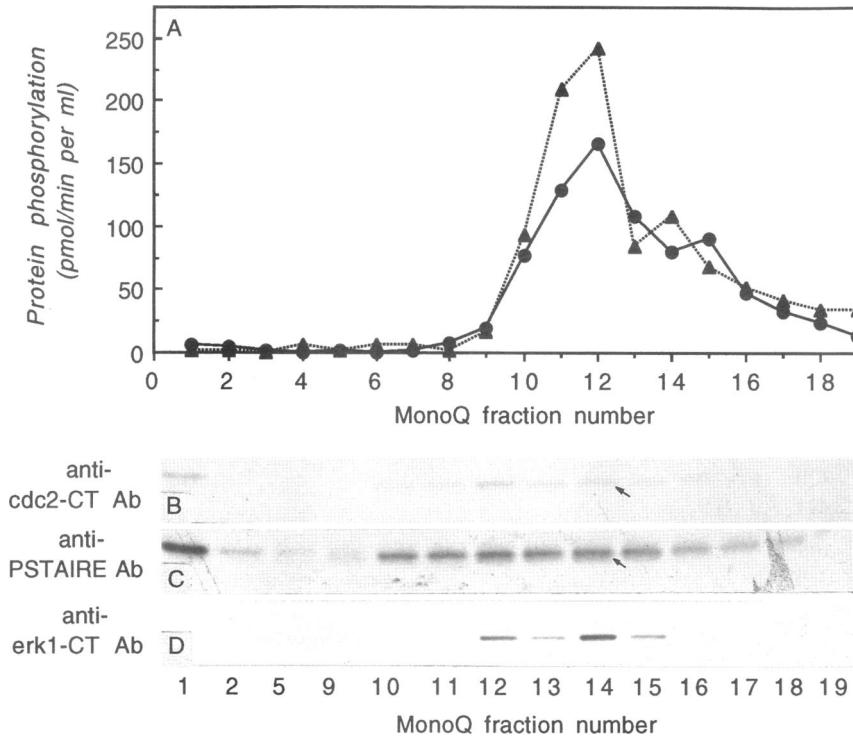 A
Protein phosphorylation
(pmol/min per ml)
250
200
150
100
50
0
0 2 4 6 8 10 12 14 16 18
MonoQ fraction number
anti-
cdc2-CT Ab
B
anti-
PSTAIRE Ab
C
anti-
erk1-CT Ab
D
1 2 5 9 10 11 12 13 14 15 16 17 18 19
MonoQ fraction number